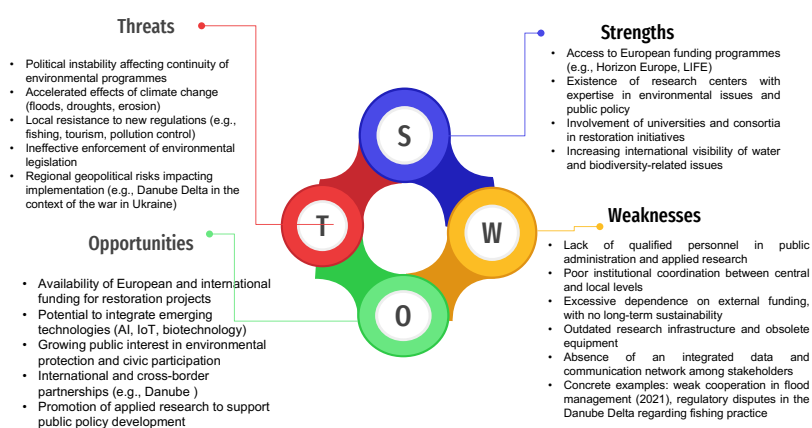 Threats
• Political instability affecting continuity of
environmental programmes
• Accelerated effects of climate change
(floods, droughts, erosion)
• Local resistance to new regulations (e.g.,
fishing, tourism, pollution control)
• Ineffective enforcement of environmental
legislation
• Regional geopolitical risks impacting
implementation (e.g., Danube Delta in the
context of the war in Ukraine)
Opportunities
• Availability of European and international
funding for restoration projects
• Potential to integrate emerging
technologies (AI, IoT, biotechnology)
• Growing public interest in environmental
protection and civic participation
• International and cross-border
partnerships (e.g., Danube )
• Promotion of applied research to support
public policy development
S
T
W
O
Strengths
• Access to European funding programmes
(e.g., Horizon Europe, LIFE)
• Existence of research centers with
expertise in environmental issues and
public policy
• Involvement of universities and consortia
in restoration initiatives
• Increasing international visibility of water
and biodiversity-related issues
Weaknesses
• Lack of qualified personnel in public
administration and applied research
• Poor institutional coordination between central
and local levels
• Excessive dependence on external funding,
with no long-term sustainability
• Outdated research infrastructure and obsolete
equipment
• Absence of an integrated data and
communication network among stakeholders
• Concrete examples: weak cooperation in flood
management (2021), regulatory disputes in the
Danube Delta regarding fishing practice